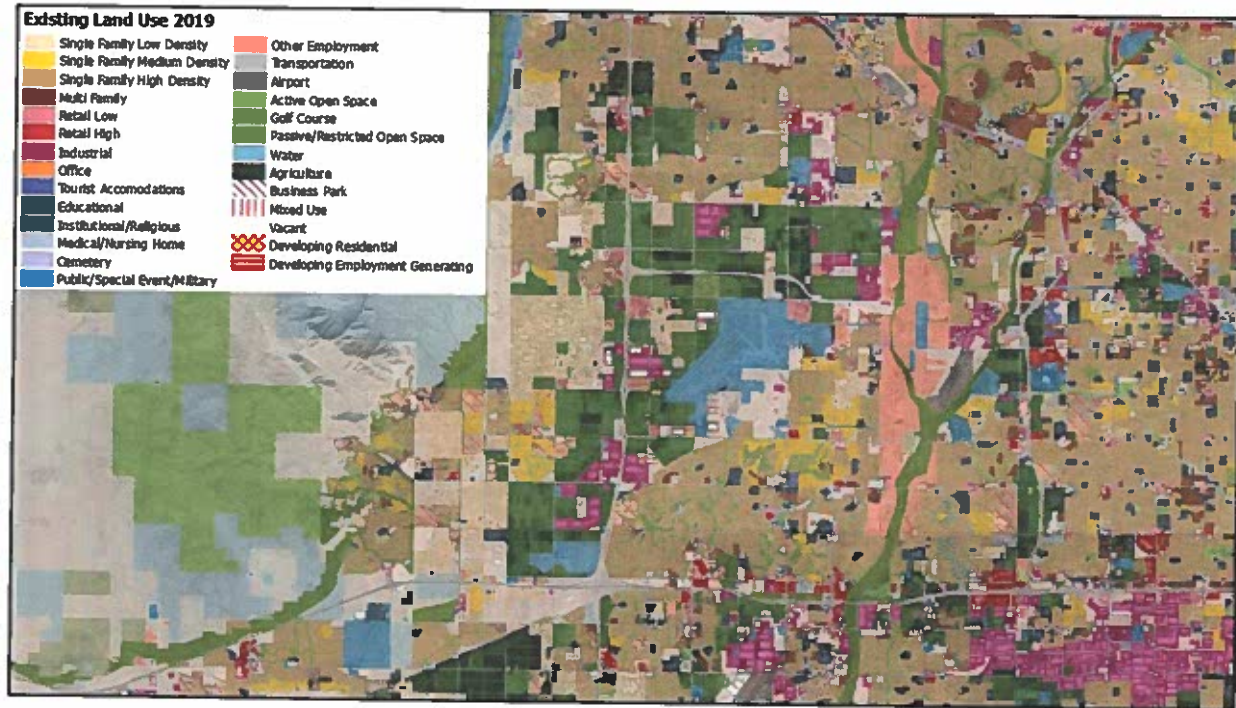 Existing Land Use 2019
Single Family Low Density
Single Family Medium Density
Single Family High Density
Multi Family
Retail Low
Retail High
Industrial
Office
Tourist Accomodations
Educational
Institutional/Religious
Medical/Nursing Home
Cemetery
Public/Special Event/Military
Other Employment
Transportation
Airport
Active Open Space
Golf Course
Passive/Restricted Open Space
Water
Agriculture
Business Park
Mixed Use
Vacant
Developing Residential
Developing Employment Generating